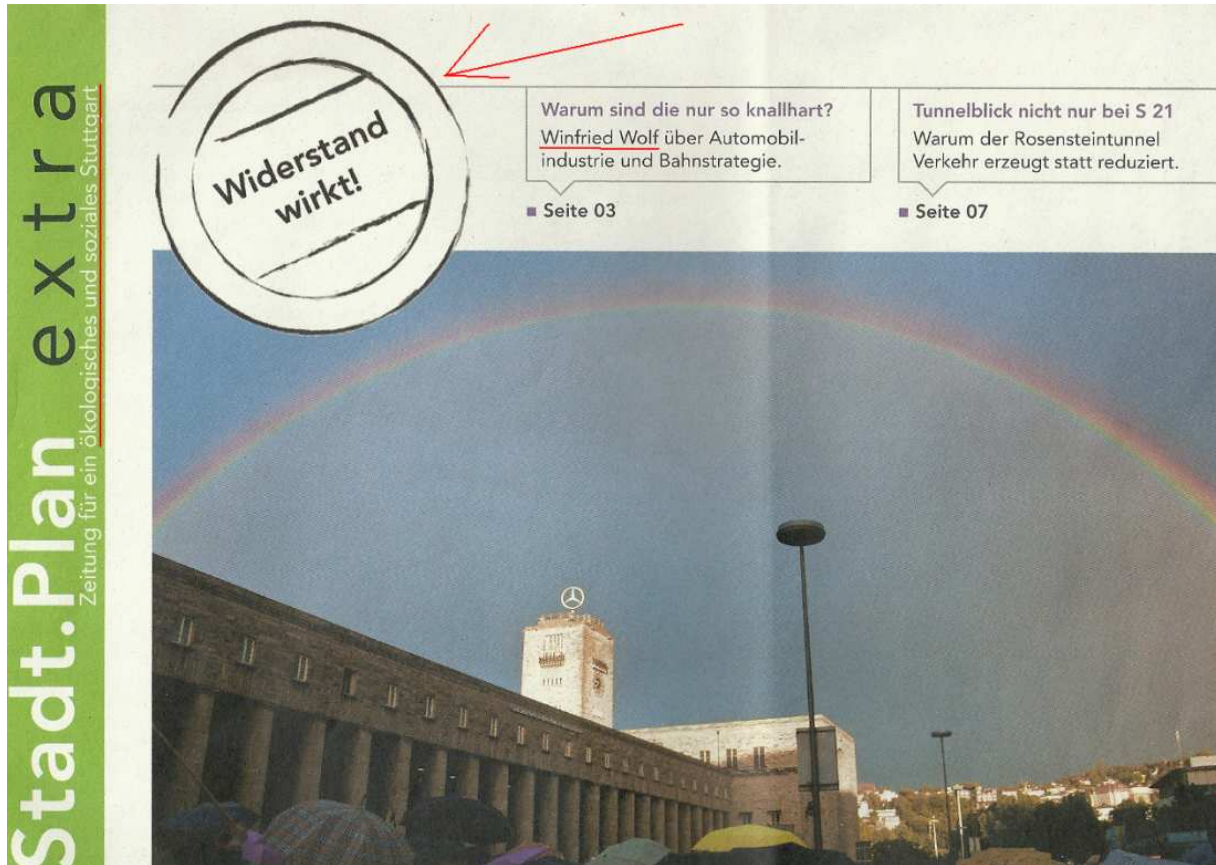 Stadt.Plan extra
Zeitung für ein ökologisches und soziales Stuttgart
Widerstand
wirkt!
Warum sind die nur so knallhart?
Winfried Wolf über Automobil-
industrie und Bahnstrategie.
Seite 03
Tunnelblick nicht nur bei S 21
Warum der Rosensteintunnel
Verkehr erzeugt statt reduziert.
Seite 07